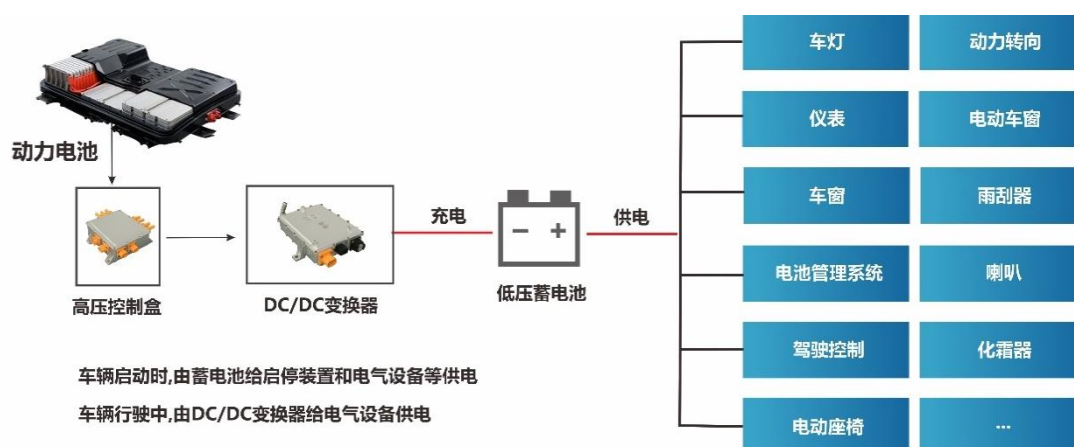 动力电池
高压控制盒
DC/DC变换器
充电
低压蓄电池
供电
车灯
动力转向
仪表
电动车窗
车窗
雨刮器
电池管理系统
喇叭
驾驶控制
化霜器
电动座椅
...
车辆启动时,由蓄电池给启停装置和电气设备等供电
车辆行驶中,由DC/DC变换器给电气设备供电